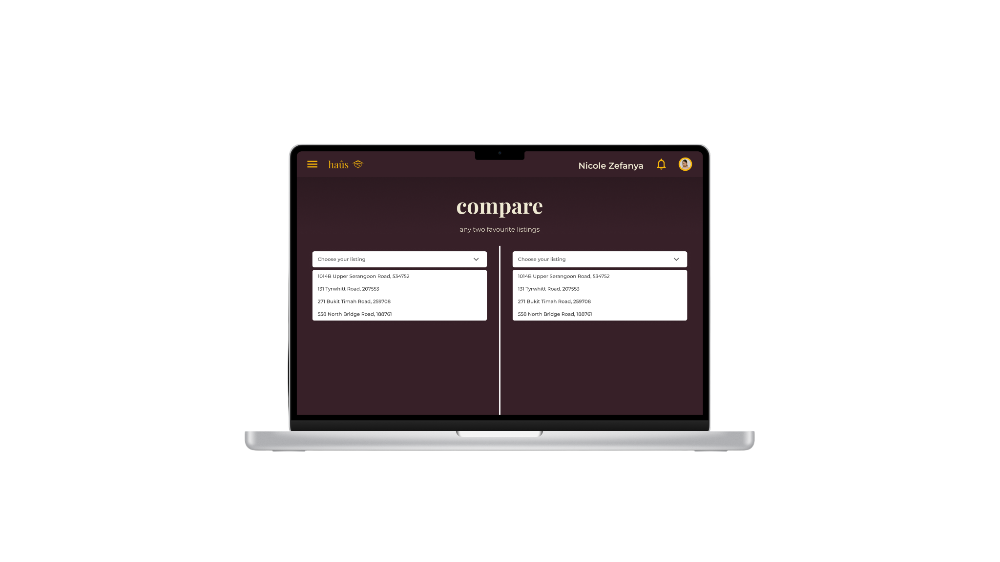 haûs
Nicole Zefanya
compare
any two favourite listings
Choose your listing
1014B Upper Serangoon Road, 534752
131 Tyrwhitt Road, 207553
271 Bukit Timah Road, 259708
558 North Bridge Road, 188761
Choose your listing
1014B Upper Serangoon Road, 534752
131 Tyrwhitt Road, 207553
271 Bukit Timah Road, 259708
558 North Bridge Road, 188761